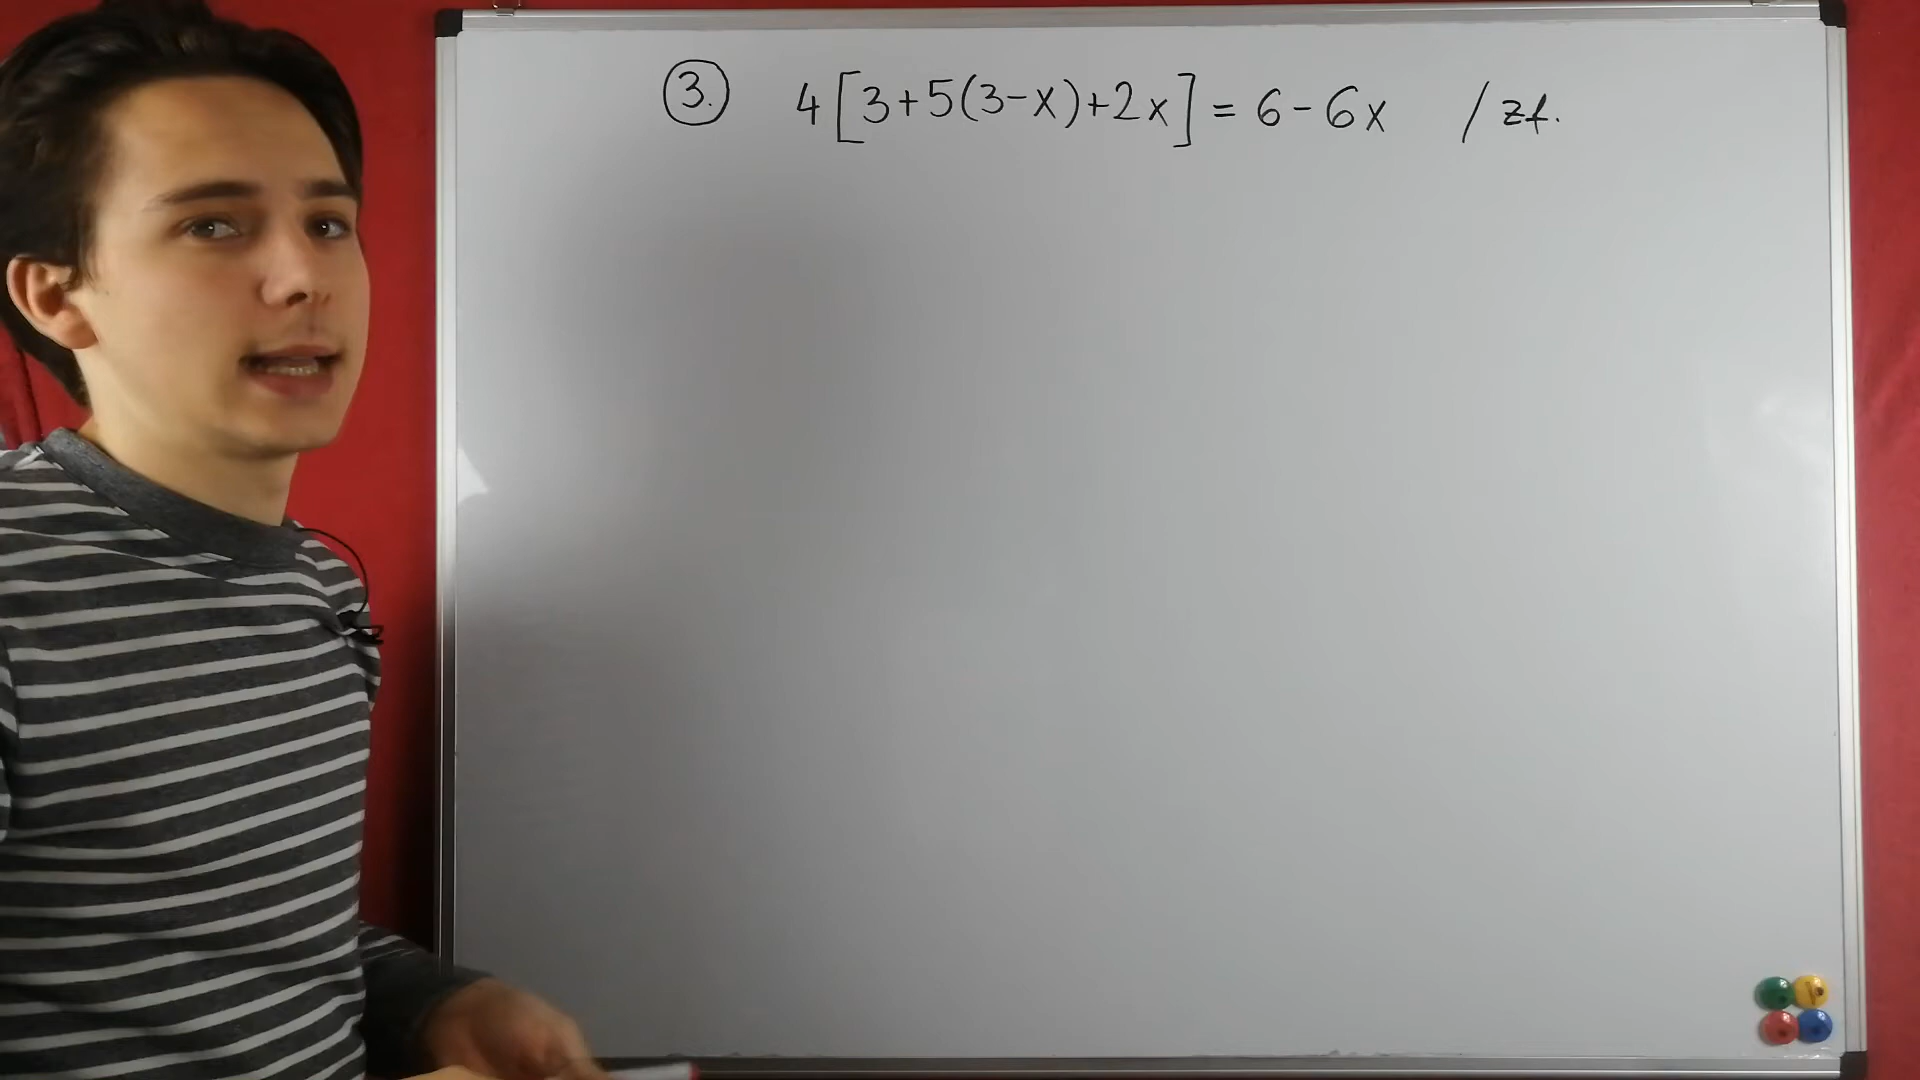 3. 4[3+5(3-x)+2x] = 6-6x / zf.